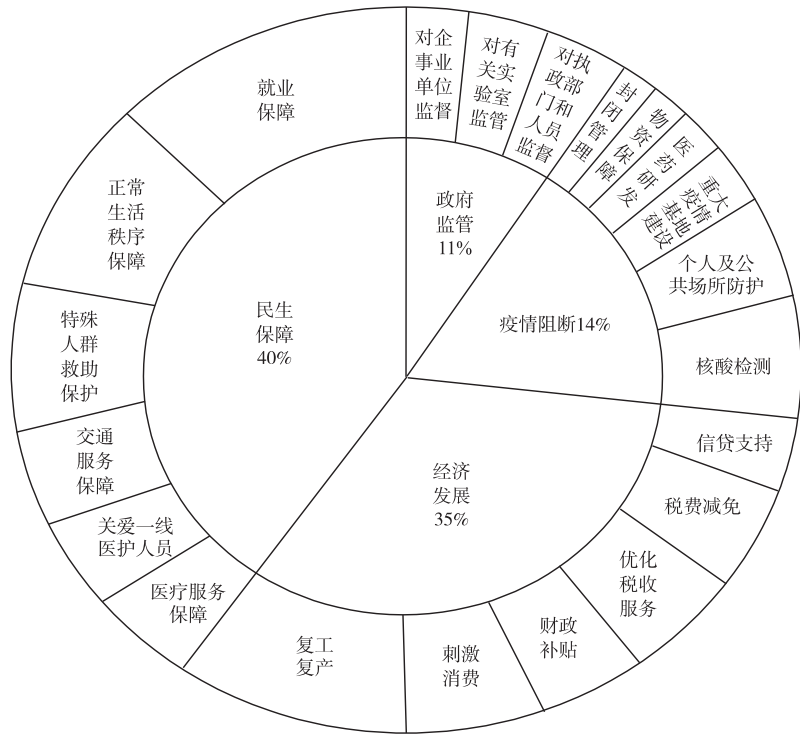 政府
监管
11%
疫情阻断14%
经济
发展
35%
民生
保障
40%
对企
事业
单位
监督
对有
关实
验室
监管
对执
政部
门和
人员
监督
封闭管理
物资保障
医药研发
重大
疫情
基地
建设
个人及公
共场所防护
核酸检测
信贷支持
税费减免
优化
税收
服务
财政
补贴
刺激
消费
复工
复产
医疗服务
保障
关爱一线
医护人员
交通
服务
保障
特殊
人群
救助
保护
正常
生活
秩序
保障
就业
保障